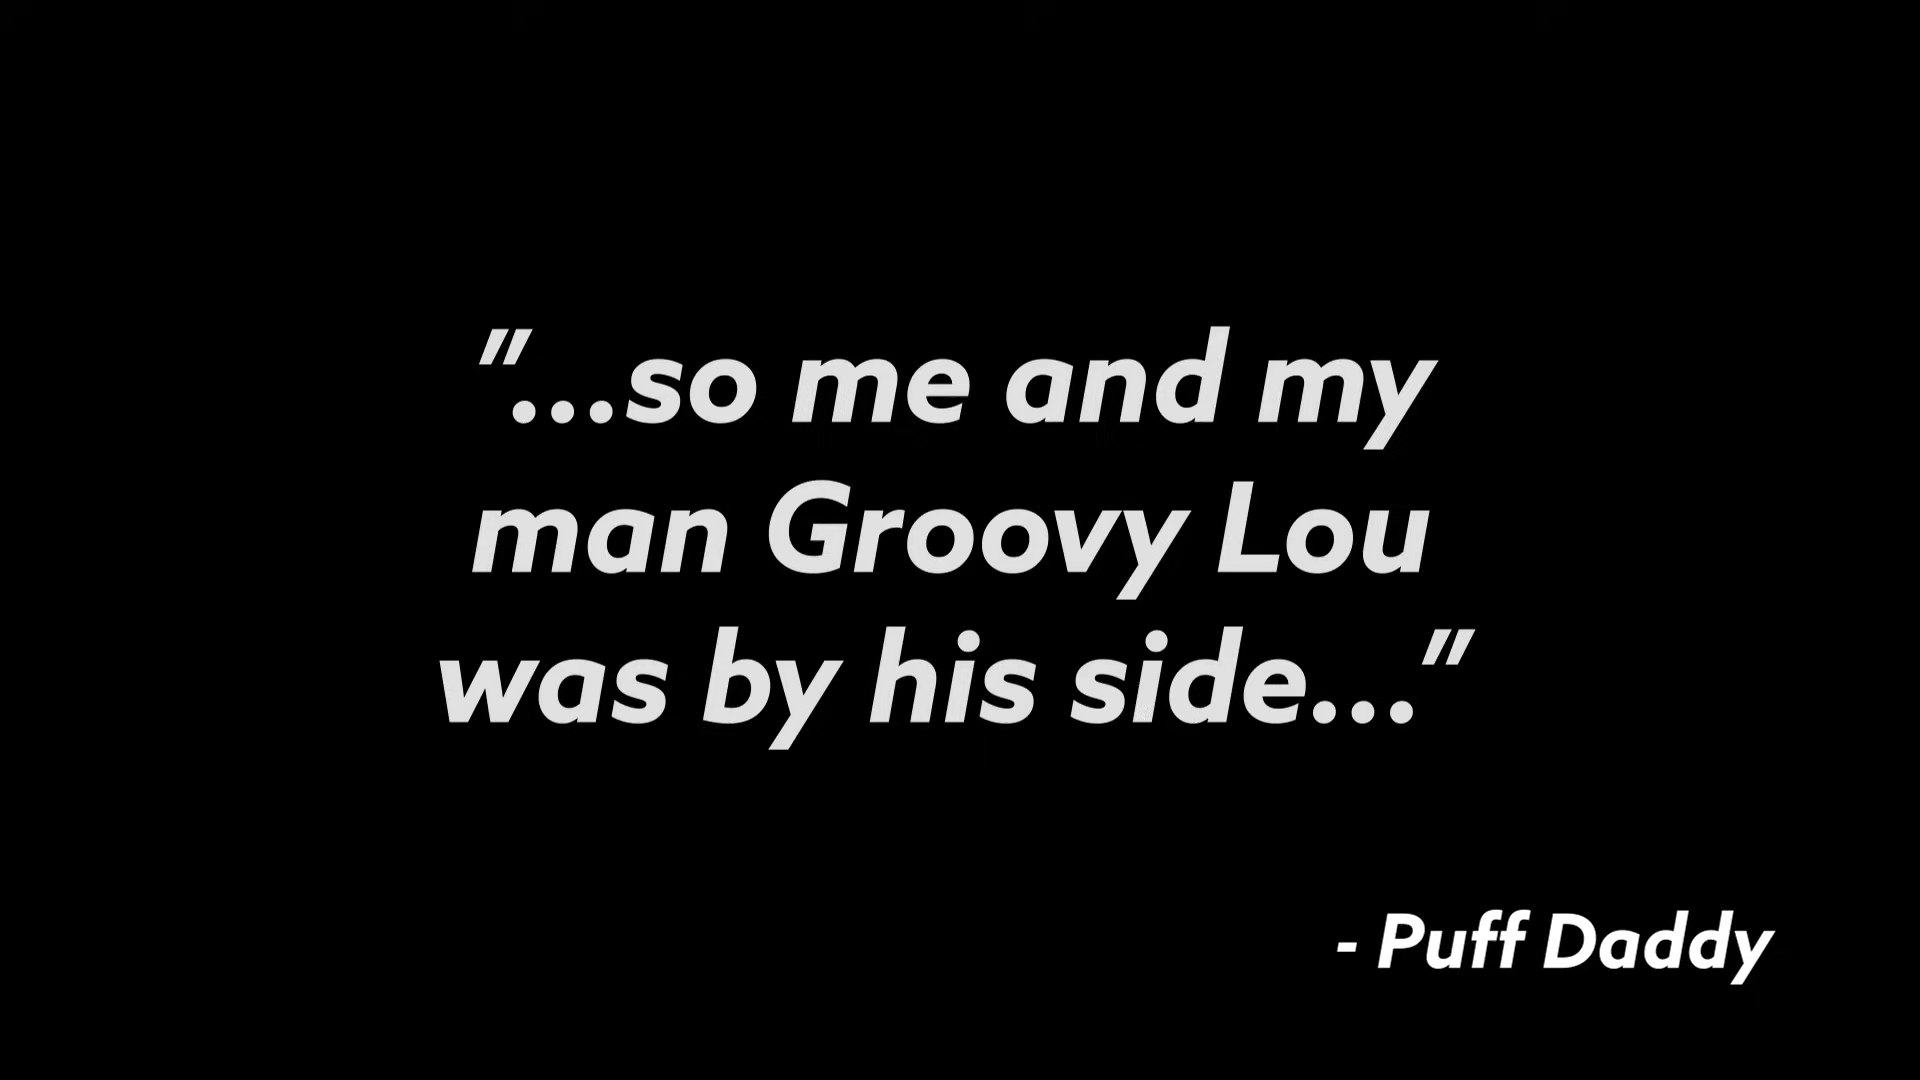 "...so me and my
man Groovy Lou
was by his side..."
- Puff Daddy